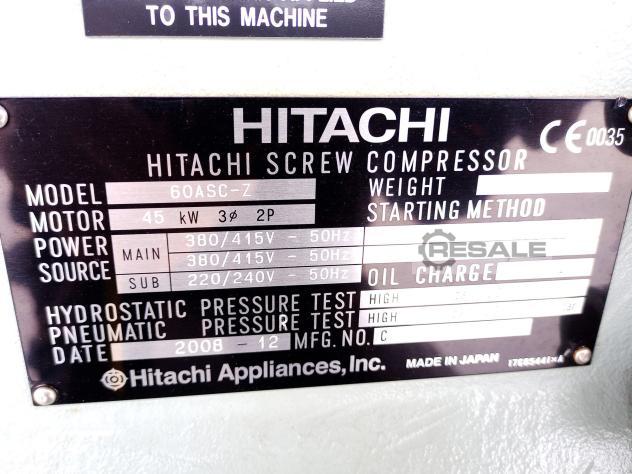 TO THIS MACHINE
HITACHI
CE 0035
HITACHI SCREW COMPRESSOR
MODEL 60ASC-Z WEIGHT
MOTOR 45 kW 3ø 2P STARTING METHOD
POWER SOURCE MAIN 380/415V - 50Hz
380/415V - 50Hz
SUB 220/240V - 50Hz OIL CHARGE
RESALE
HYDROSTATIC PRESSURE TEST HIGH
PNEUMATIC PRESSURE TEST HIGH
DATE 2008 - 12 MFG.NO. C
Hitachi Appliances, Inc. MADE IN JAPAN